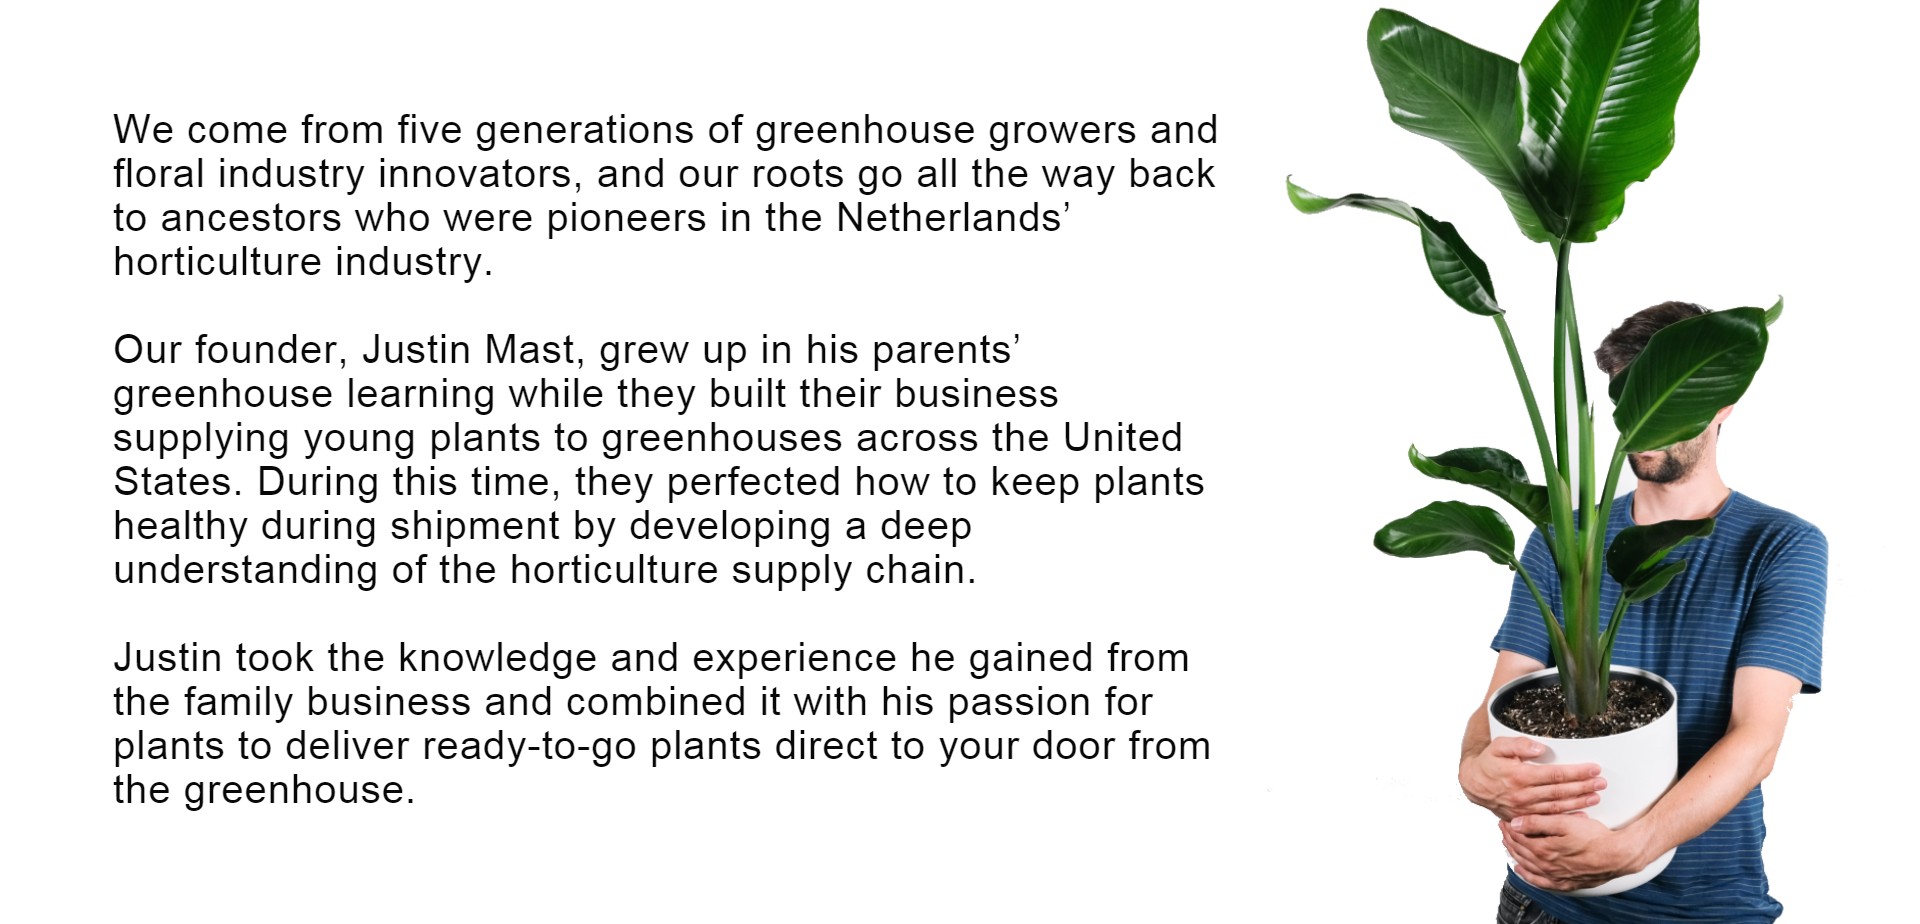 We come from five generations of greenhouse growers and
floral industry innovators, and our roots go all the way back
to ancestors who were pioneers in the Netherlands’
horticulture industry.
Our founder, Justin Mast, grew up in his parents’
greenhouse learning while they built their business
supplying young plants to greenhouses across the United
States. During this time, they perfected how to keep plants
healthy during shipment by developing a deep
understanding of the horticulture supply chain.
Justin took the knowledge and experience he gained from
the family business and combined it with his passion for
plants to deliver ready-to-go plants direct to your door from
the greenhouse.